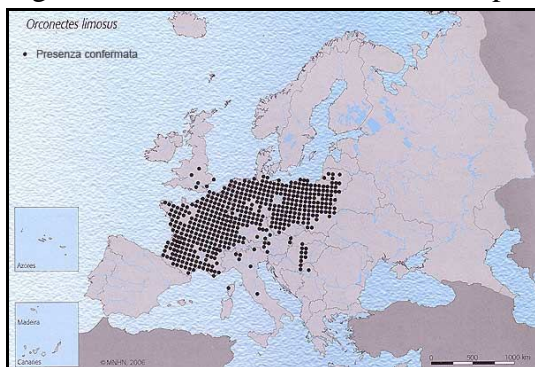 Orconectes limosus
• Presenza confermata
Azores
Madeira
Canaries
©MNHN, 2006
0 500 1000 km